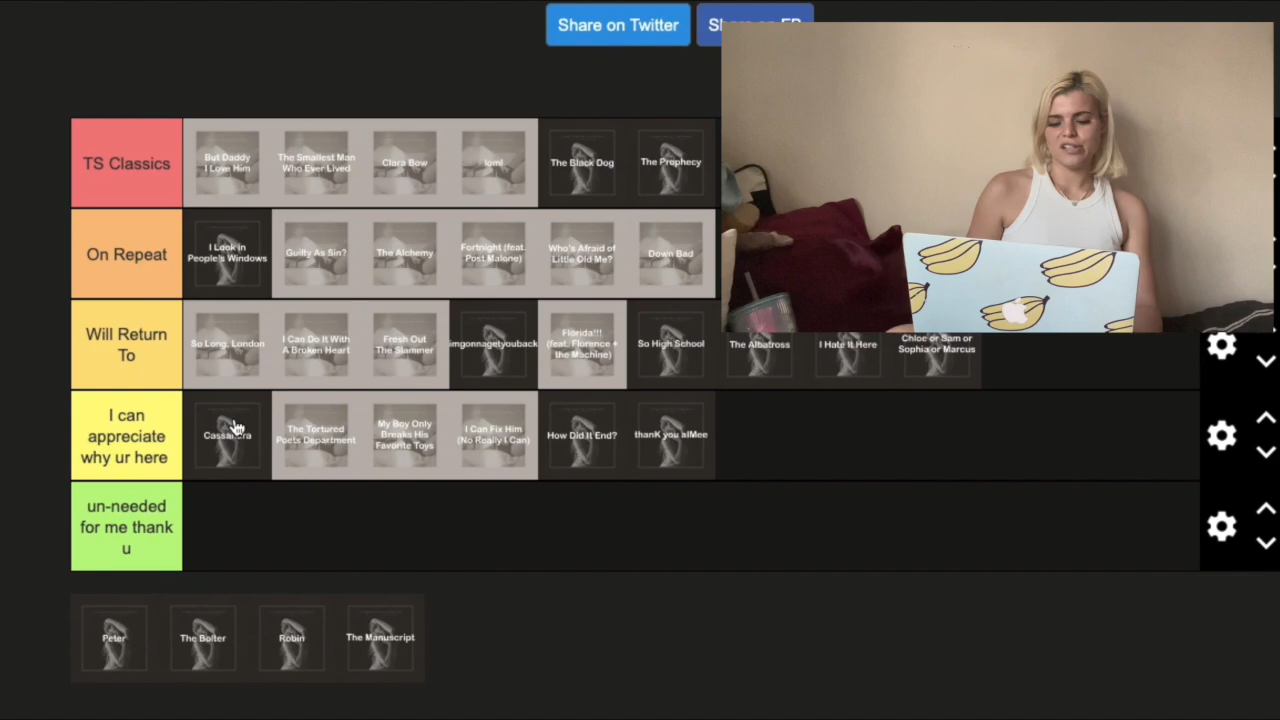 Share on Twitter
TS Classics
But Daddy
I Love Him
The Smallest Man
Who Ever Lived
Clara Bow
loml
The Black Dog
The Prophecy
On Repeat
I Look in
People's Windows
Guilty As Sin?
The Alchemy
Fortnight (feat.
Post Malone)
Who's Afraid of
Little Old Me?
Down Bad
Will Return
To
So Long, London
I Can Do It With
A Broken Heart
Fresh Out
The Slammer
imgonnagetyouback
Florida!!!
(feat. Florence +
the Machine)
So High School
The Albatross
I Hate It Here
Chloe or Sam or
Sophia or Marcus
I can
appreciate
why ur here
Cassandra
The Tortured
Poets Department
My Boy Only
Breaks His
Favorite Toys
I Can Fix Him
(No Really I Can)
How Did It End?
thanK you aIMee
un-needed
for me thank
u
Peter
The Bolter
Robin
The Manuscript